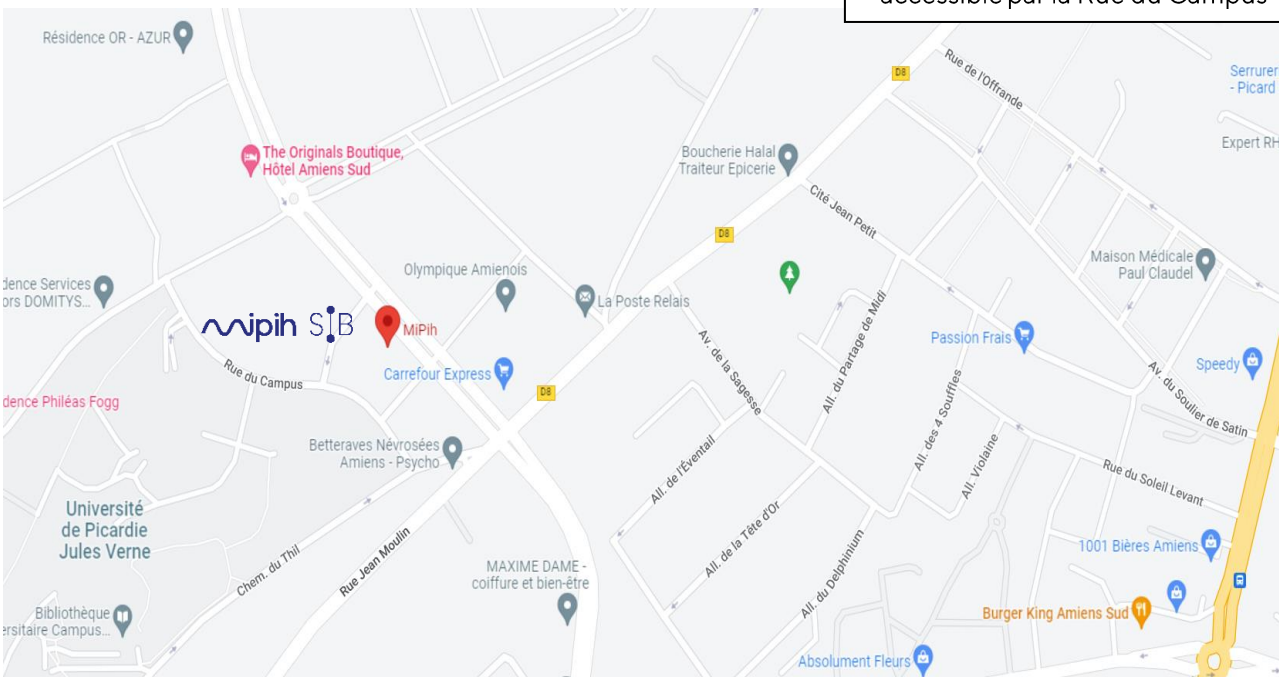 accessible par la Rue du Campus
Résidence OR - AZUR
D8
Rue de l'Offrande
Serrurer
- Picard
Expert RH
The Originals Boutique,
Hôtel Amiens Sud
Boucherie Halal
Traiteur Epicerie
Cité Jean Petit
D8
Maison Médicale
Paul Claudel
Olympique Amienois
La Poste Relais
dence Services
ors DOMITYS...
mipih SIB
MiPih
Passion Frais
Speedy
Rue du Campus
Carrefour Express
D8
Av. de la Sagesse
All. du Partage de Midi
All. des 4 Souffles
Av. du Soulier de Satin
dence Philéas Fogg
Betteraves Névrosées
Amiens - Psycho
All. de l'Éventail
All. Violaine
Rue du Soleil Levant
Université
de Picardie
Jules Verne
All. de la Tête d'Or
1001 Bières Amiens
Chem. du Thil
Rue Jean Moulin
MAXIME DAME -
coiffure et bien-être
All. du Delphinium
Burger King Amiens Sud
Bibliothèque
ersitaire Campus...
Absolument Fleurs